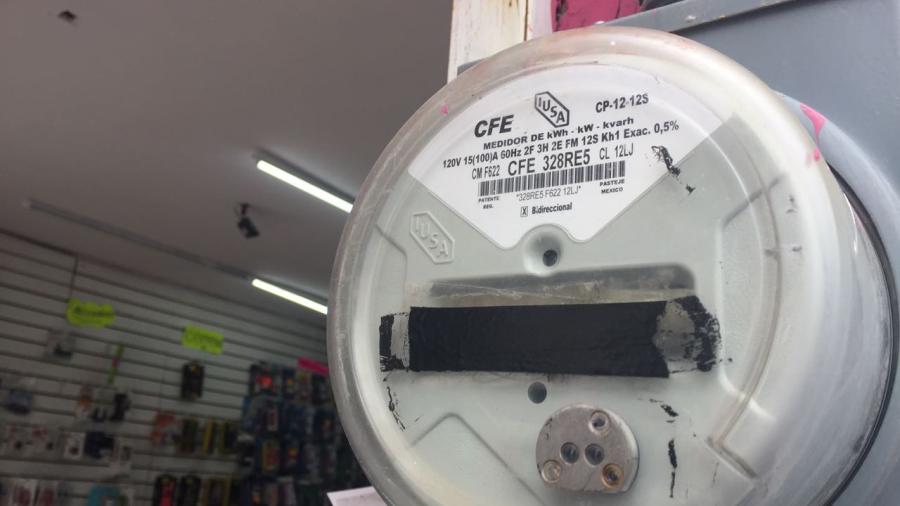 IUSA
CP-12-12S
CFE
MEDIDOR DE kWh - kW - kvarh
120V 15(100)A 60Hz 2F 3H 2E FM 12S Kh1 Exac. 0,5%
CM F622 CFE 328RE5 CL 12LJ
PATENTE REG. "328RE5 F622 12LJ" PASTEJE MEXICO
X Bidireccional
IUSA